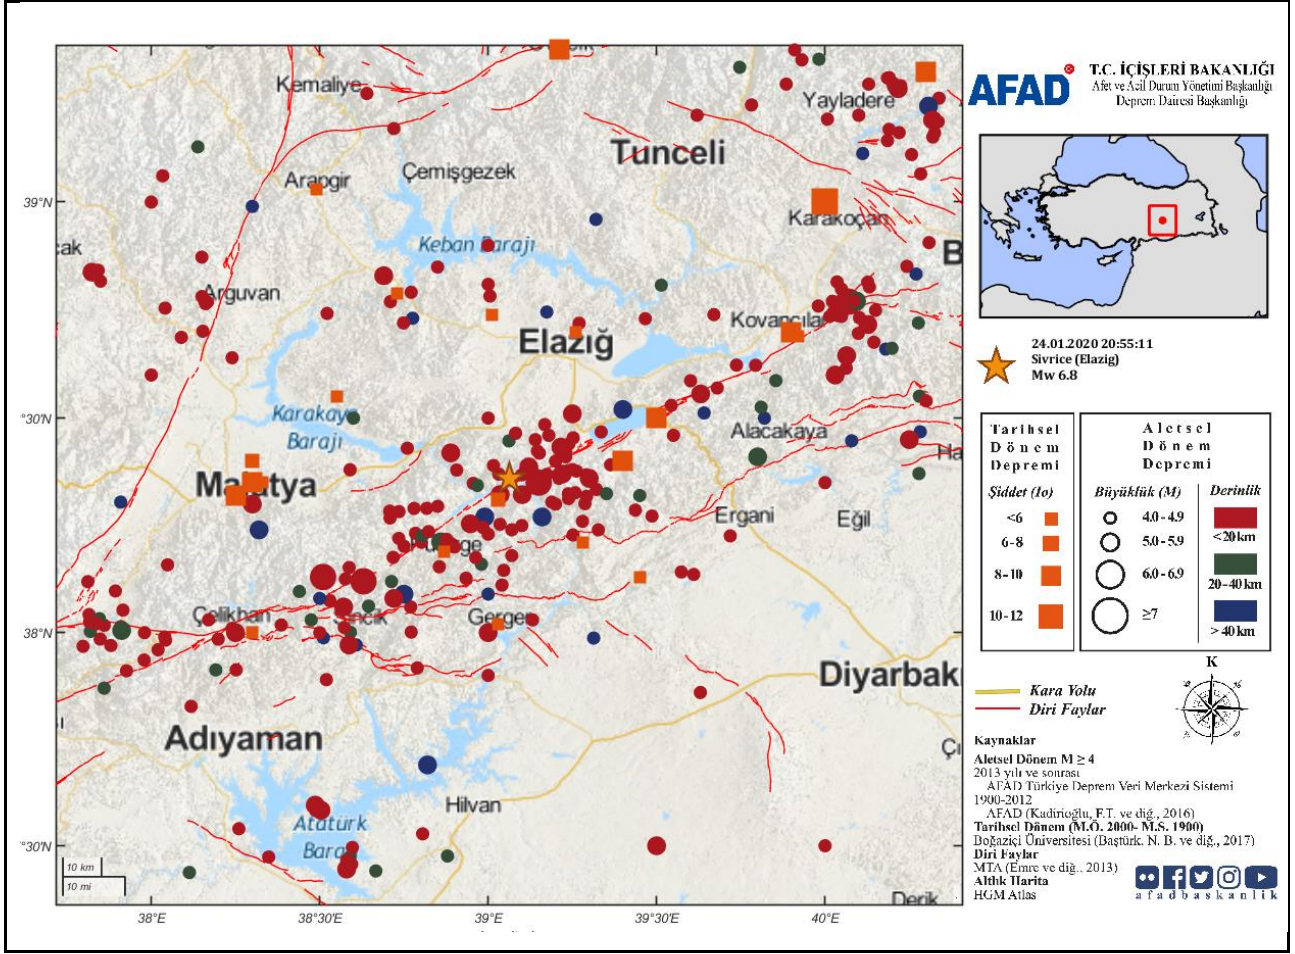 Kemaliye
Yayladere
Tunceli
Çemişgezek
Arapgir
Karakoçan
Keban Barajı
Arguvan
Kovancılar
Elazığ
Karakaya
Barajı
Alacakaya
Malatya
Ergani
Eğil
Çelikhan
Gerger
Diyarbak
Adıyaman
Hilvan
Atatürk
Barajı
Derik
39°N
°30'N
38°N
°30'N
10 km
10 mi
38°E
38°30'E
39°E
39°30'E
40°E
AFAD
T.C. İÇİŞLERİ BAKANLIĞI
Afet ve Acil Durum Yönetimi Başkanlığı
Deprem Dairesi Başkanlığı
24.01.2020 20:55:11
Sivrice (Elazig)
Mw 6.8
Tarihsel
Dönem
Depremi
Şiddet (Io)
<6
6-8
8-10
10-12
Aletsel
Dönem
Depremi
Büyüklük (M)
4.0-4.9
5.0-5.9
6.0-6.9
≥7
Derinlik
<20 km
20-40 km
> 40 km
K
Kara Yolu
Diri Faylar
Kaynaklar
Aletsel Dönem M ≥ 4
2013 yılı ve sonrası
AFAD Türkiye Deprem Veri Merkezi Sistemi
1900-2012
AFAD (Kadirioğlu, F.T. ve diğ., 2016)
Tarihsel Dönem (M.Ö. 2000- M.S. 1900)
Boğaziçi Üniversitesi (Baştürk. N. B. ve diğ., 2017)
Diri Faylar
MTA (Emre ve diğ., 2013)
Altlık Harita
HGM Atlas
afadbaskanlik